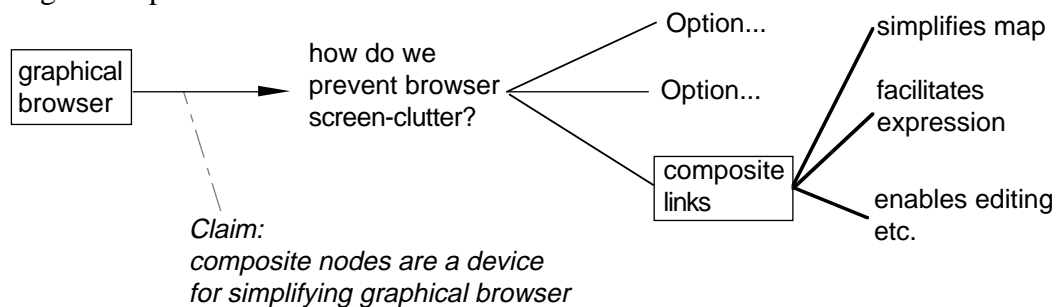 graphical
browser
how do we
prevent browser
screen-clutter?
Option...
Option...
composite
links
simplifies map
facilitates
expression
enables editing
etc.
Claim:
composite nodes are a device
for simplifying graphical browser